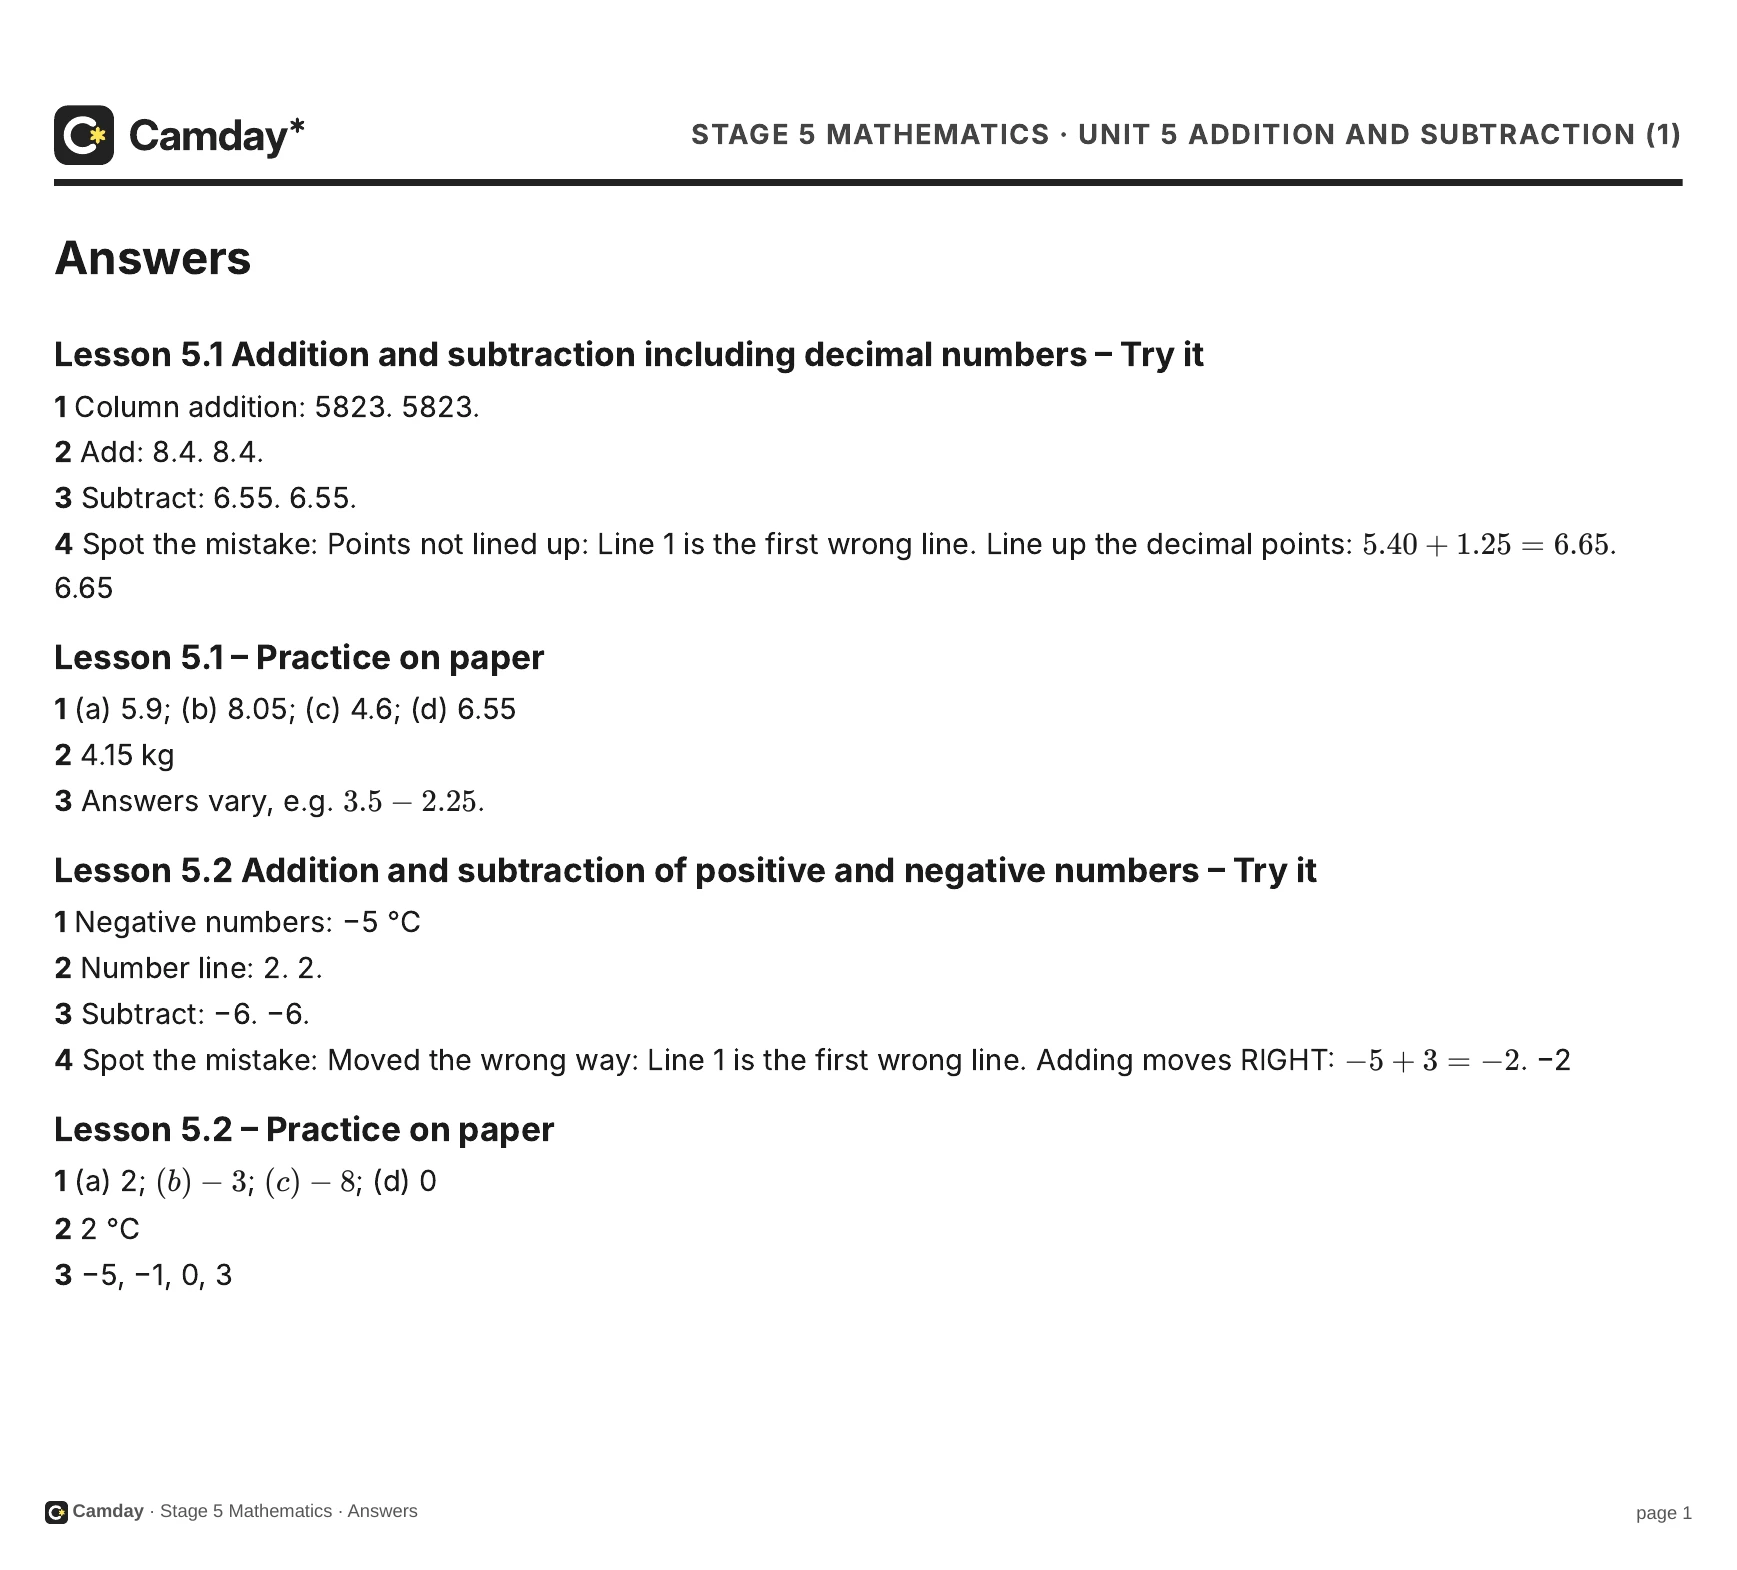 Camday*
STAGE 5 MATHEMATICS · UNIT 5 ADDITION AND SUBTRACTION (1)
Answers
Lesson 5.1 Addition and subtraction including decimal numbers – Try it
1 Column addition: 5823. 5823.
2 Add: 8.4. 8.4.
3 Subtract: 6.55. 6.55.
4 Spot the mistake: Points not lined up: Line 1 is the first wrong line. Line up the decimal points: 5.40 + 1.25 = 6.65.
6.65
Lesson 5.1 – Practice on paper
1 (a) 5.9; (b) 8.05; (c) 4.6; (d) 6.55
2 4.15 kg
3 Answers vary, e.g. 3.5 − 2.25.
Lesson 5.2 Addition and subtraction of positive and negative numbers – Try it
1 Negative numbers: −5 °C
2 Number line: 2. 2.
3 Subtract: −6. −6.
4 Spot the mistake: Moved the wrong way: Line 1 is the first wrong line. Adding moves RIGHT: −5 + 3 = −2. −2
Lesson 5.2 – Practice on paper
1 (a) 2; (b) − 3; (c) − 8; (d) 0
2 2 °C
3 −5, −1, 0, 3
Camday · Stage 5 Mathematics · Answers
page 1